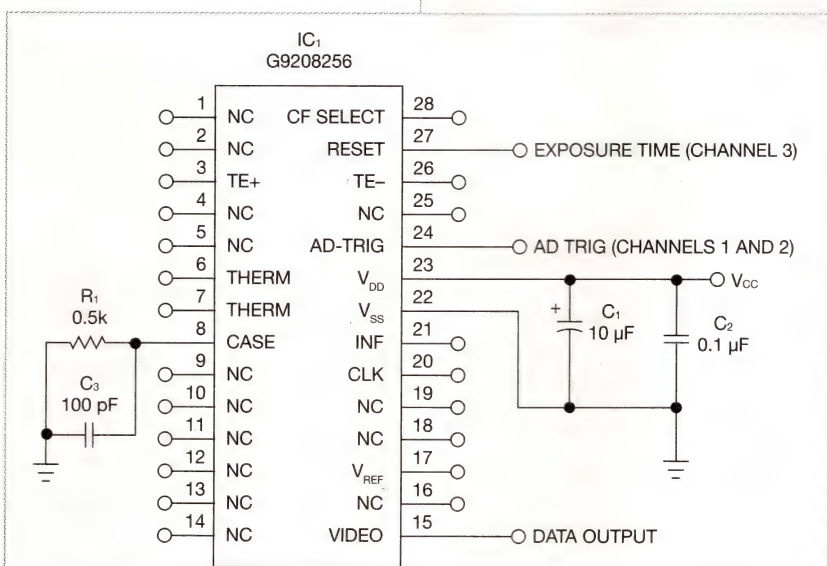 IC₁
G9208256
1 NC CF SELECT 28
2 NC RESET 27 EXPOSURE TIME (CHANNEL 3)
3 TE+ TE– 26
4 NC NC 25
5 NC AD-TRIG 24 AD TRIG (CHANNELS 1 AND 2)
6 THERM V_DD 23 V_CC
7 THERM V_SS 22
R₁
0.5k
8 CASE INF 21
+ C₁
10 µF
C₂
0.1 µF
9 NC CLK 20
C₃
100 pF
10 NC NC 19
11 NC NC 18
12 NC V_REF 17
13 NC NC 16
14 NC VIDEO 15 DATA OUTPUT